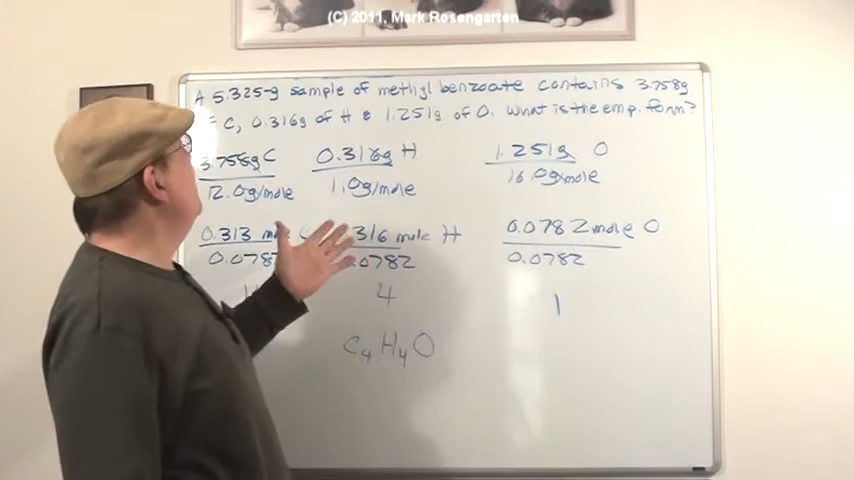 (C) 2011, Mark Rosengarten
A 5.325-g sample of methyl benzoate contains 3.758g
C, 0.316g of H & 1.251g of O. What is the emp. form?
3.758g C 0.316g H 1.251g O
12.0g/mole 1.0g/mole 16.0g/mole
0.313 316 mole H 0.0782 mole O
0.078 0782 0.0782
4 1
C4H4O